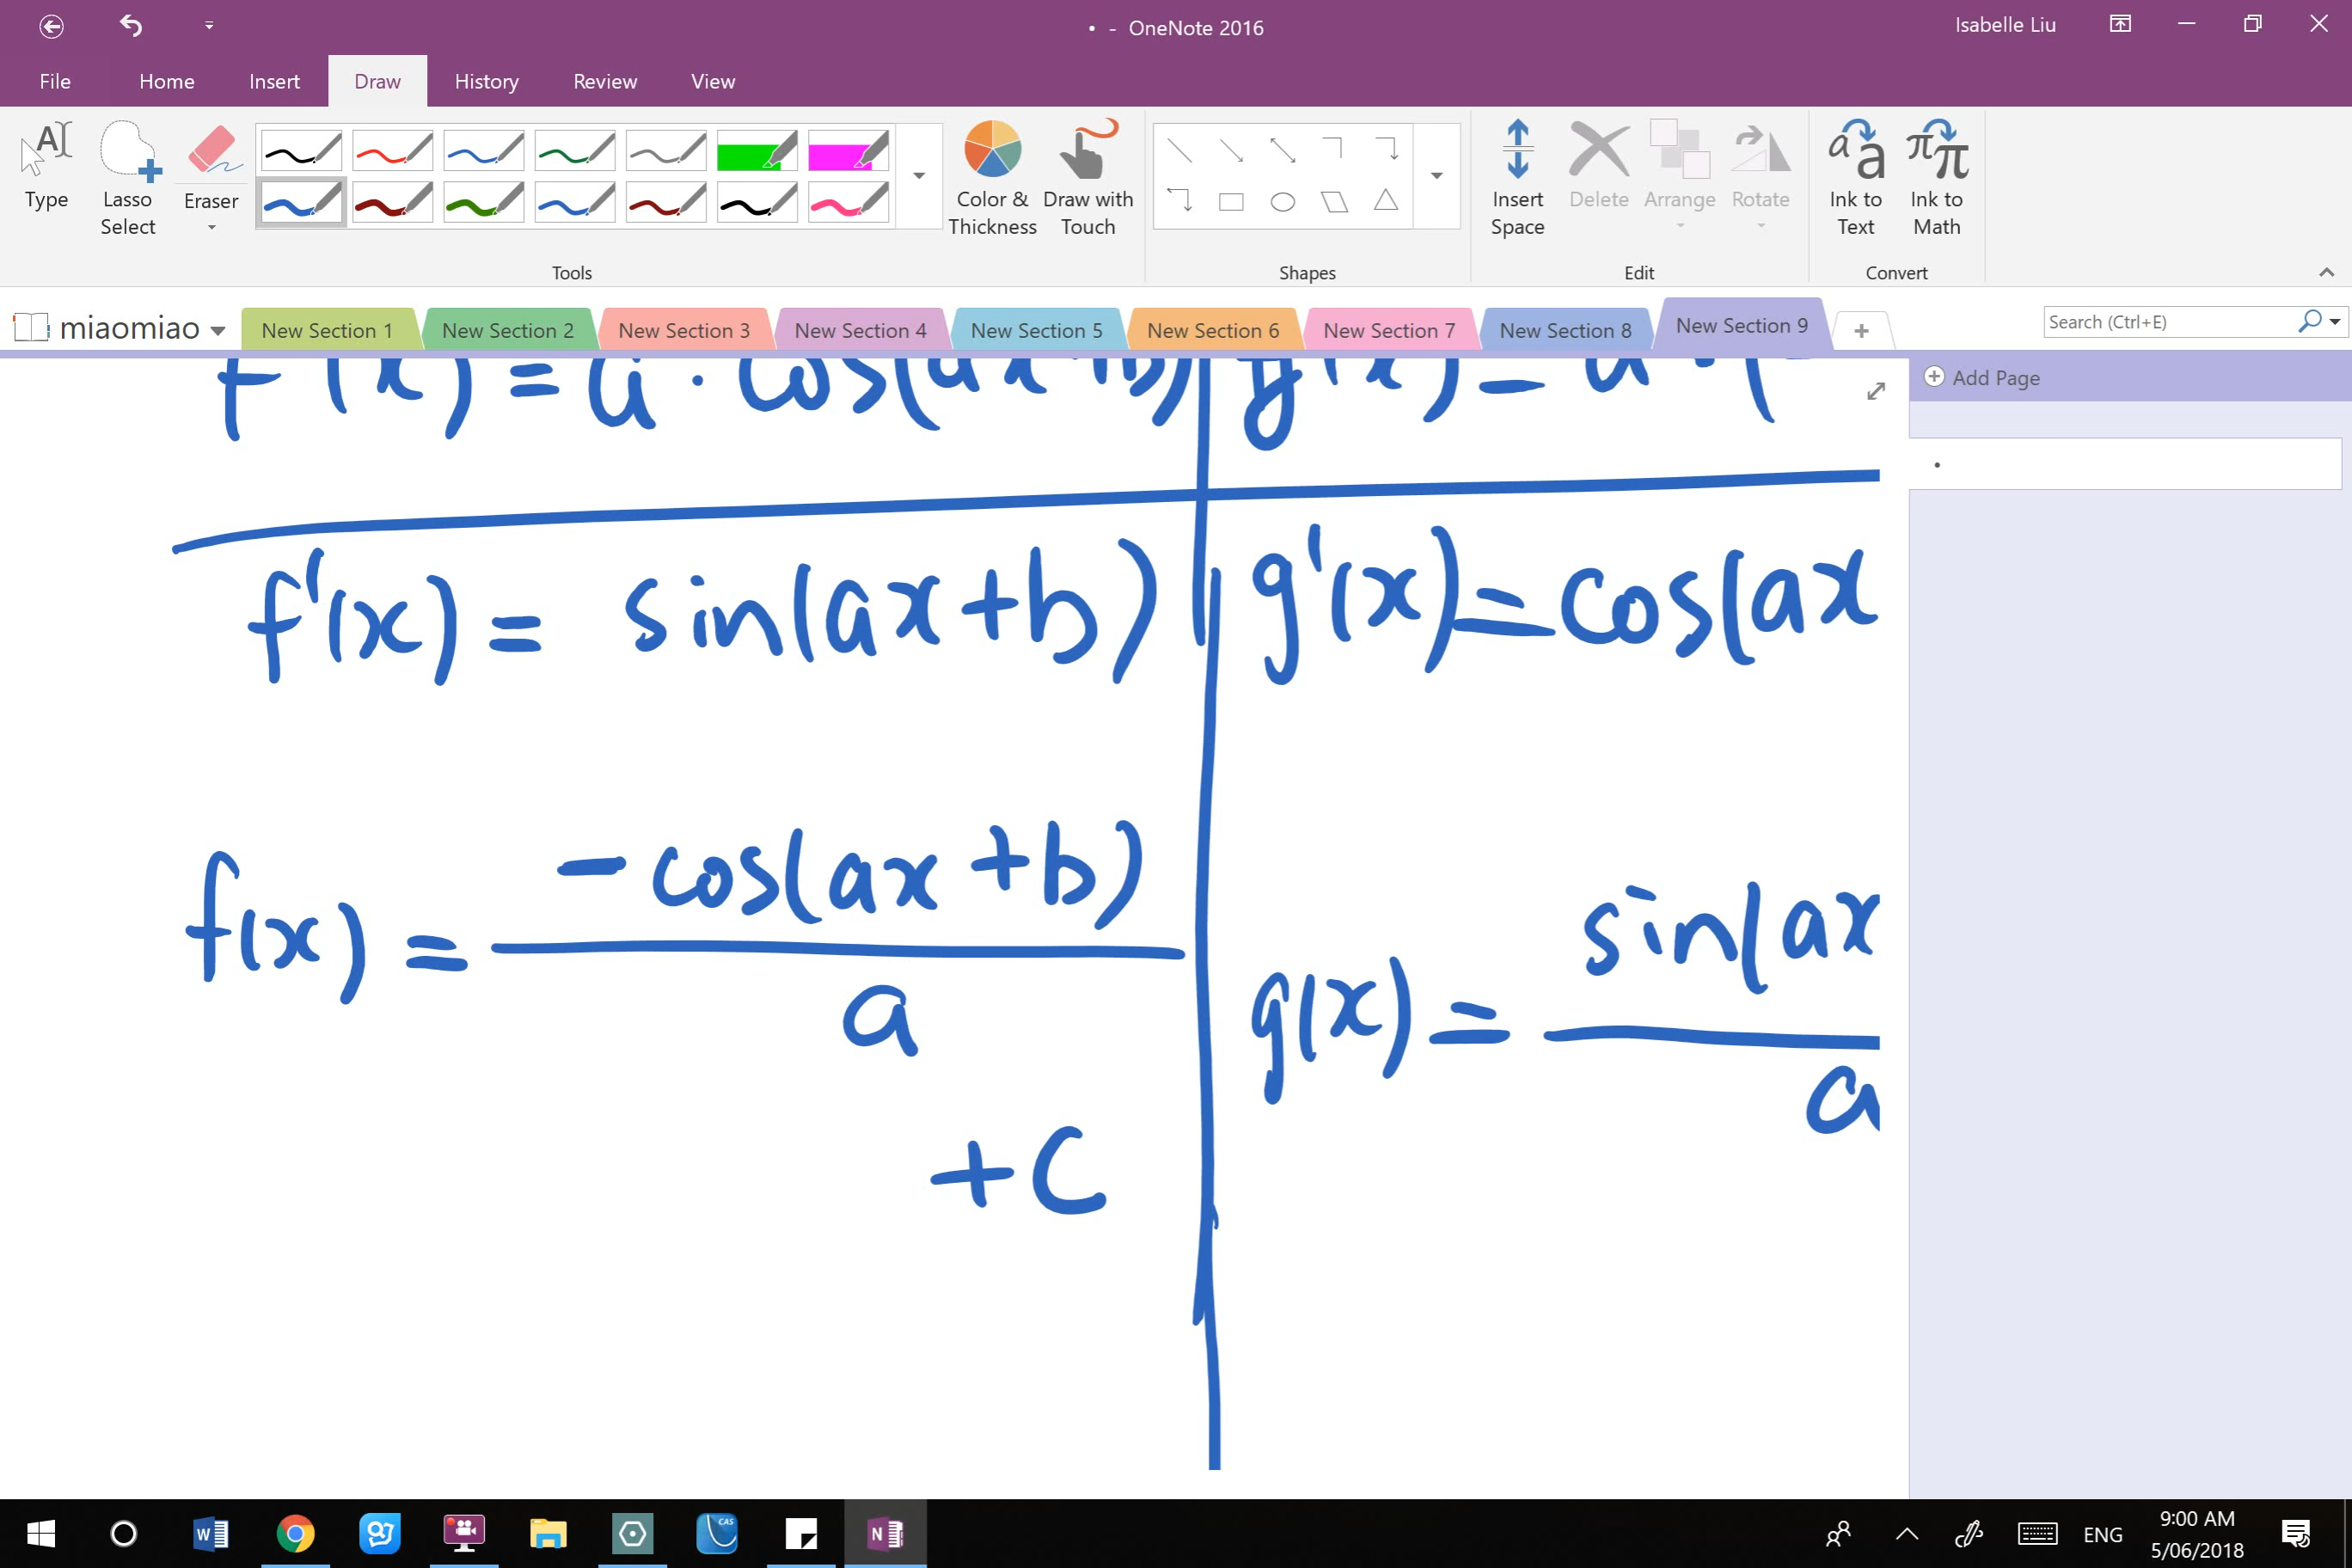 • - OneNote 2016
Isabelle Liu
File Home Insert Draw History Review View
Type
Lasso Select
Eraser
Color & Thickness
Draw with Touch
Insert Space
Delete
Arrange
Rotate
Ink to Text
Ink to Math
Tools
Shapes
Edit
Convert
miaomiao
New Section 1
New Section 2
New Section 3
New Section 4
New Section 5
New Section 6
New Section 7
New Section 8
New Section 9
Search (Ctrl+E)
Add Page
f'(x) = a · cos(ax+b)
g'(x) = a · (
f'(x) = sin(ax+b)
g'(x) = cos(ax
f(x) = -cos(ax+b)
a
+C
g(x) = sin(ax
a
CAS
ENG
9:00 AM
5/06/2018